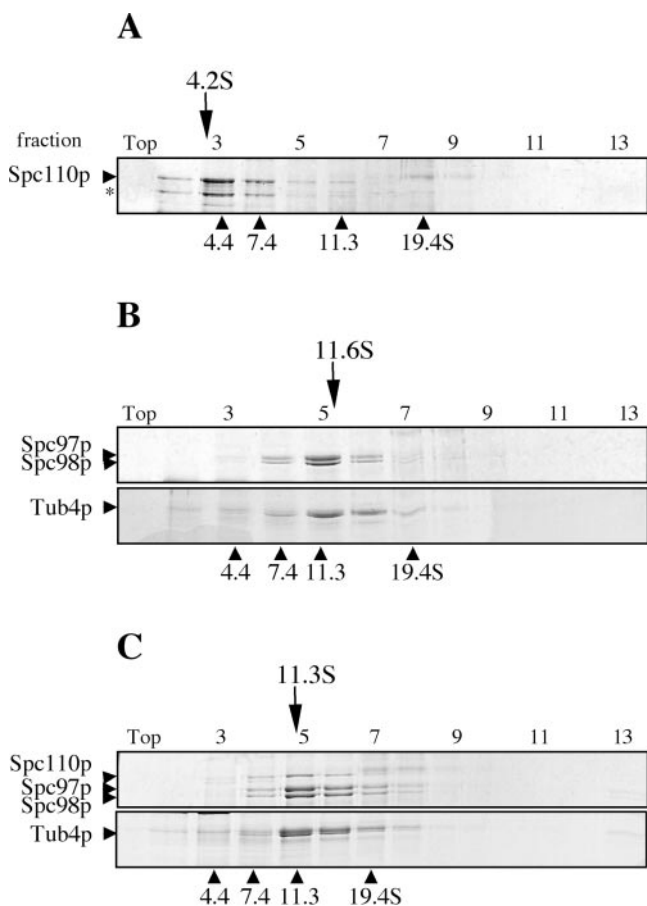 A
4.2S
fraction Top 3 5 7 9 11 13
Spc110p
*
4.4 7.4 11.3 19.4S
B
11.6S
Top 3 5 7 9 11 13
Spc97p
Spc98p
Tub4p
4.4 7.4 11.3 19.4S
C
11.3S
Top 3 5 7 9 11 13
Spc110p
Spc97p
Spc98p
Tub4p
4.4 7.4 11.3 19.4S